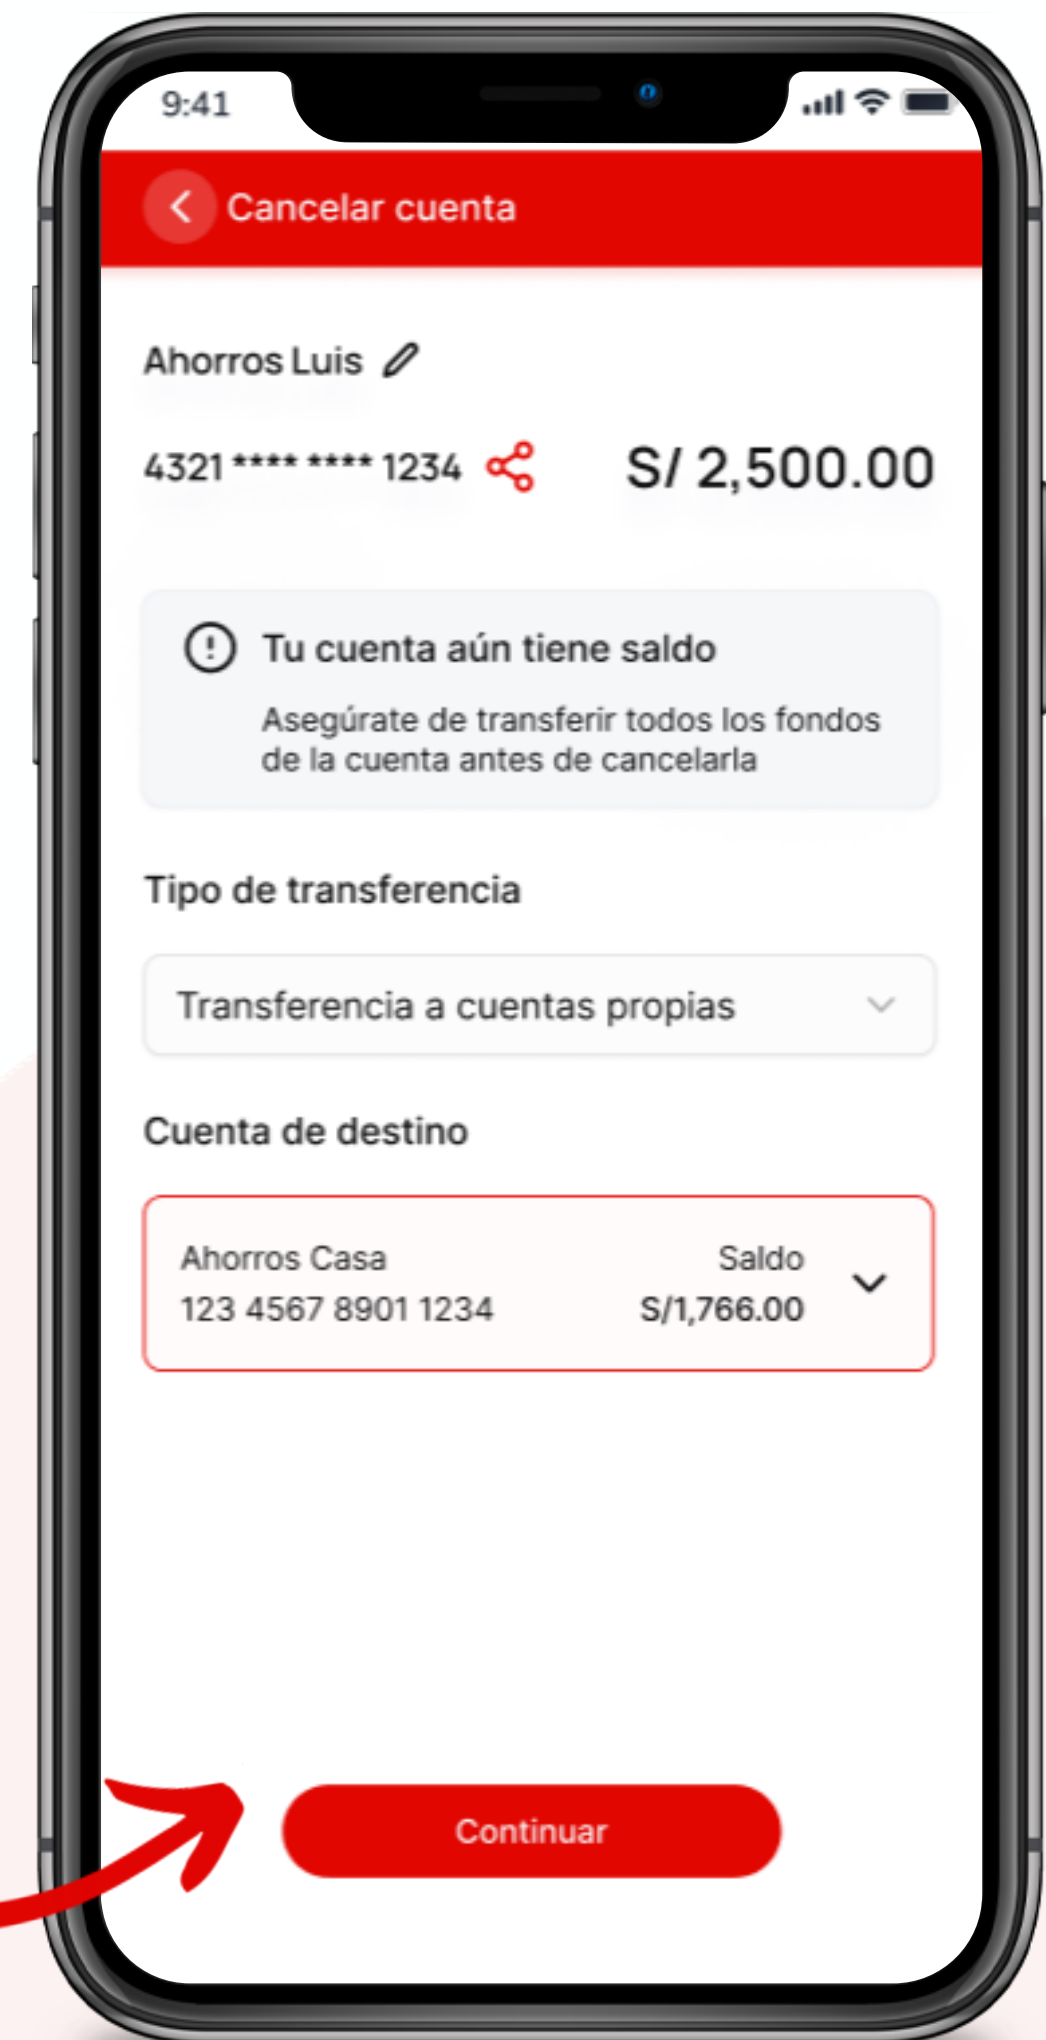 9:41
Cancelar cuenta
Ahorros Luis
4321 **** **** 1234
S/ 2,500.00
Tu cuenta aún tiene saldo
Asegúrate de transferir todos los fondos
de la cuenta antes de cancelarla
Tipo de transferencia
Transferencia a cuentas propias
Cuenta de destino
Ahorros Casa
Saldo
123 4567 8901 1234
S/1,766.00
Continuar